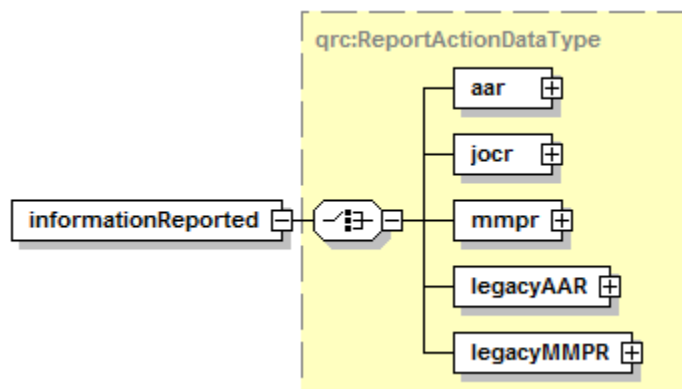 qrc:ReportActionDataType
aar
jocr
informationReported
mmpr
legacyAAR
legacyMMPR